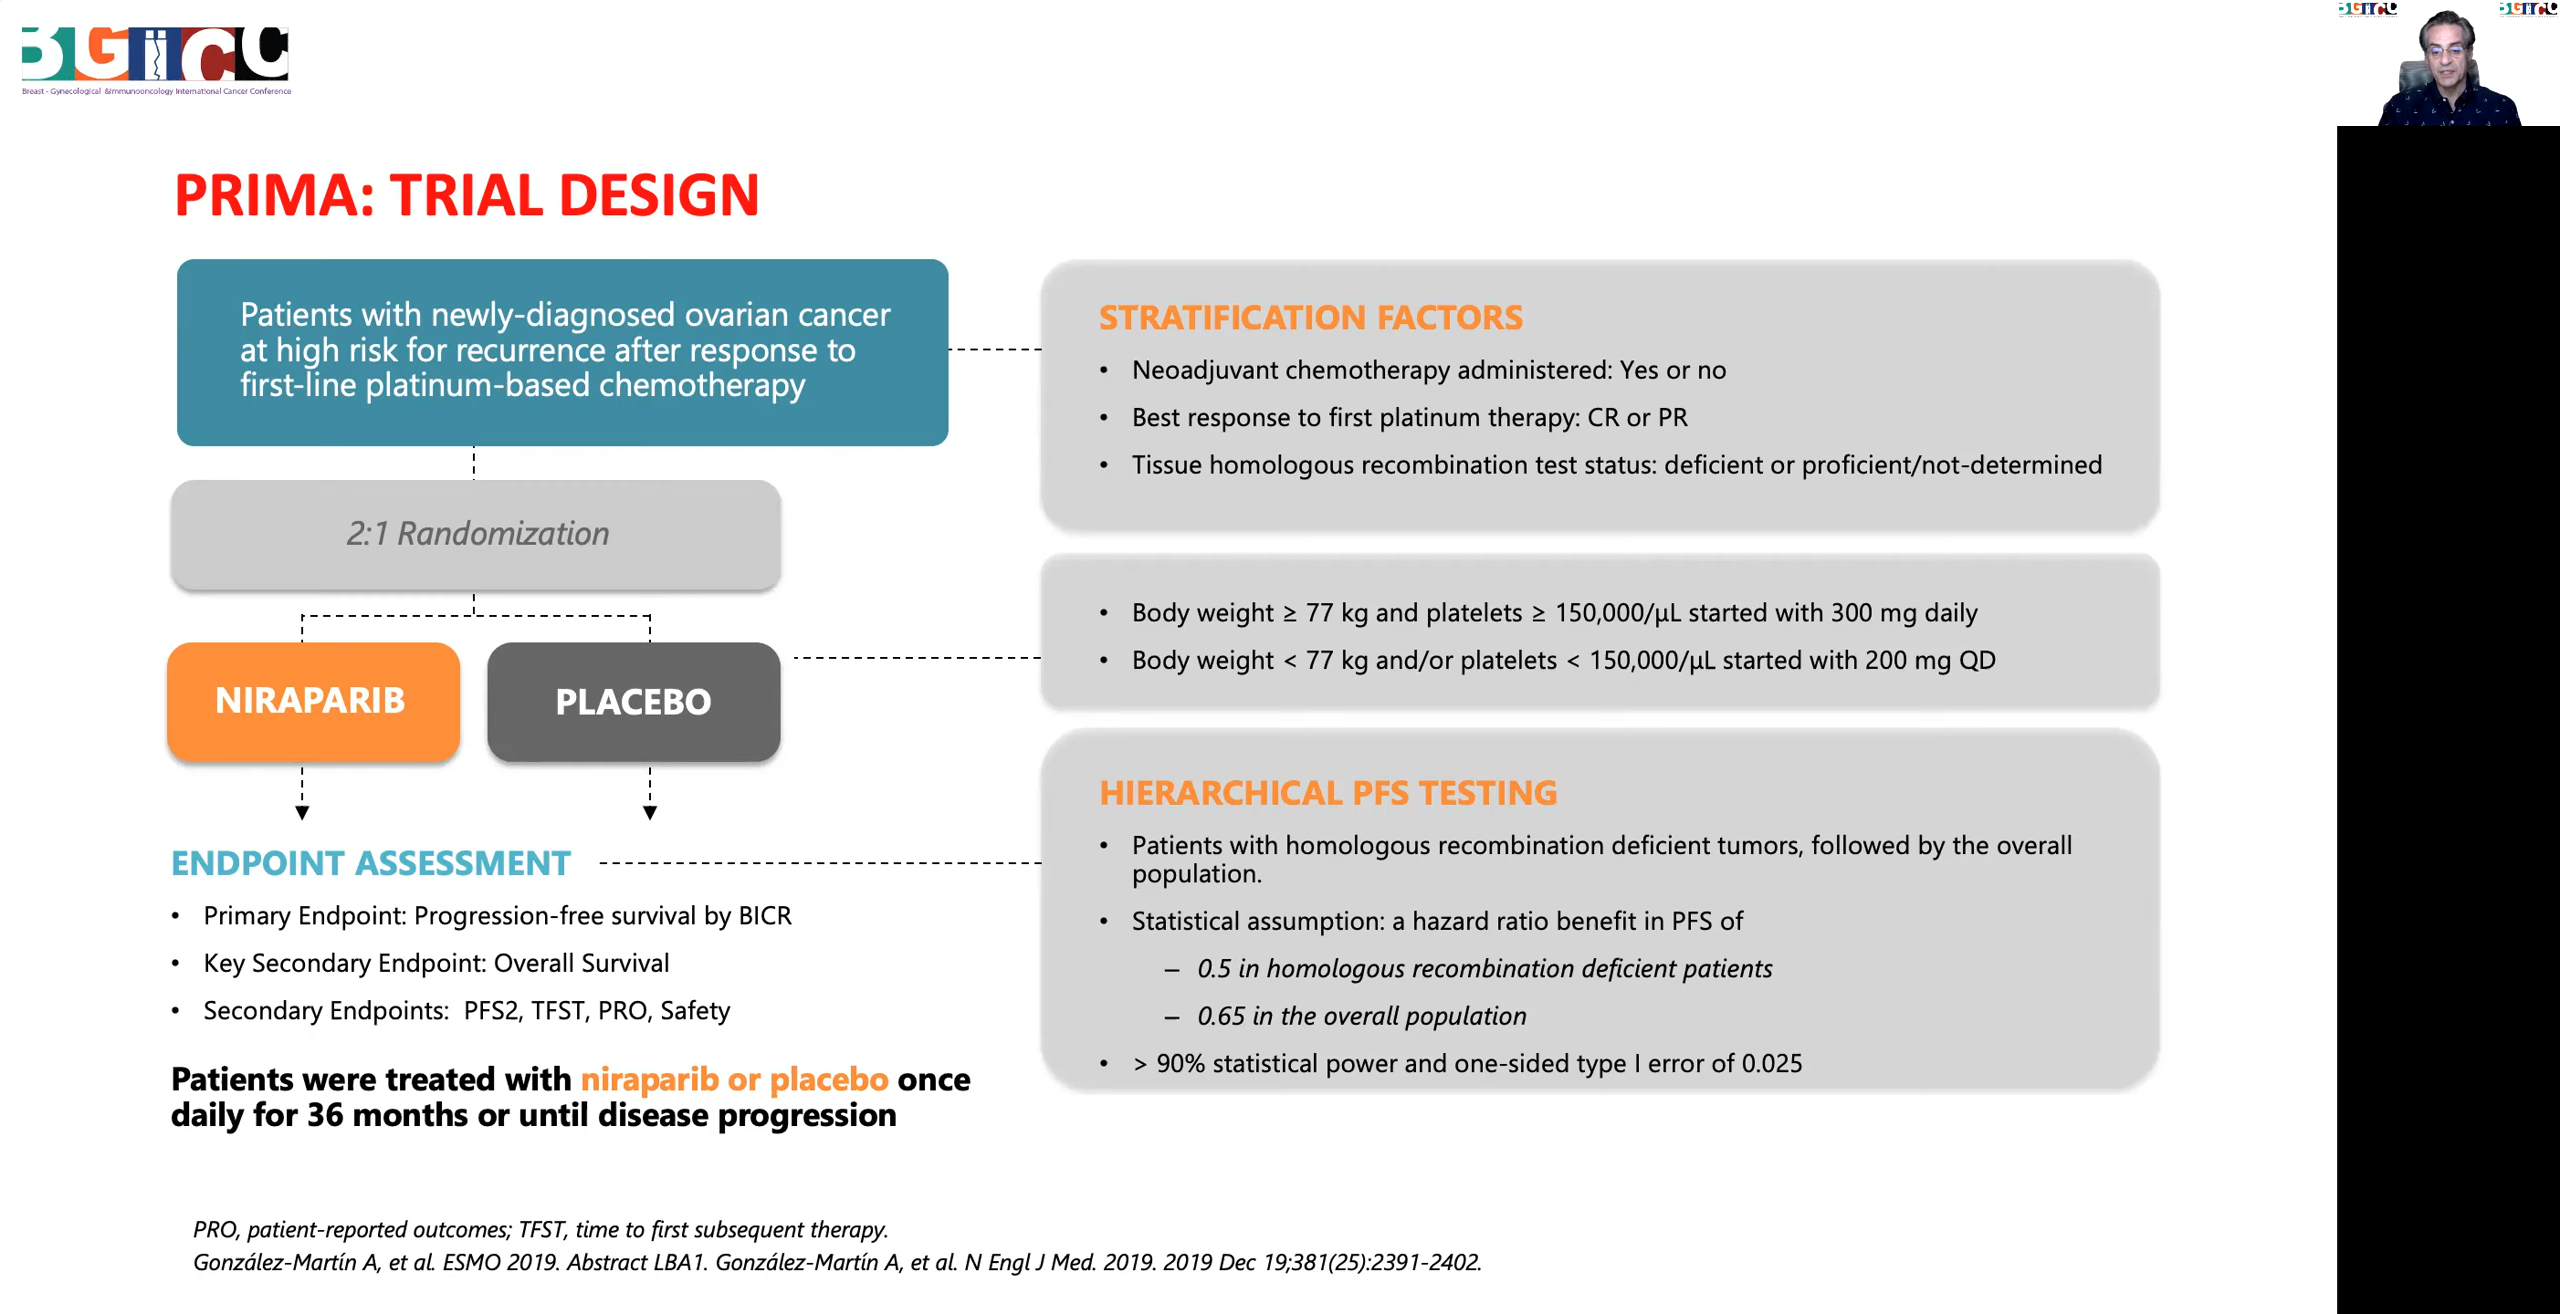 BGIICC
Breast - Gynecological &Immunooncology International Cancer Conference
PRIMA: TRIAL DESIGN
Patients with newly-diagnosed ovarian cancer
at high risk for recurrence after response to
first-line platinum-based chemotherapy
2:1 Randomization
NIRAPARIB
PLACEBO
ENDPOINT ASSESSMENT
• Primary Endpoint: Progression-free survival by BICR
• Key Secondary Endpoint: Overall Survival
• Secondary Endpoints: PFS2, TFST, PRO, Safety
Patients were treated with niraparib or placebo once
daily for 36 months or until disease progression
STRATIFICATION FACTORS
• Neoadjuvant chemotherapy administered: Yes or no
• Best response to first platinum therapy: CR or PR
• Tissue homologous recombination test status: deficient or proficient/not-determined
• Body weight ≥ 77 kg and platelets ≥ 150,000/μL started with 300 mg daily
• Body weight < 77 kg and/or platelets < 150,000/μL started with 200 mg QD
HIERARCHICAL PFS TESTING
• Patients with homologous recombination deficient tumors, followed by the overall
population.
• Statistical assumption: a hazard ratio benefit in PFS of
– 0.5 in homologous recombination deficient patients
– 0.65 in the overall population
• > 90% statistical power and one-sided type I error of 0.025
PRO, patient-reported outcomes; TFST, time to first subsequent therapy.
González-Martín A, et al. ESMO 2019. Abstract LBA1. González-Martín A, et al. N Engl J Med. 2019. 2019 Dec 19;381(25):2391-2402.
BGIICC
BGIICC